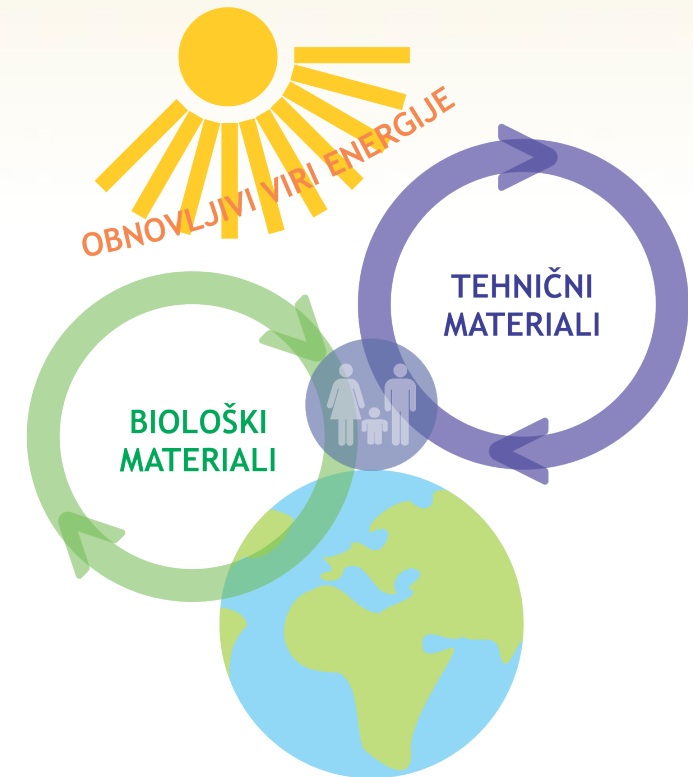 OBNOVLJIVI VIRI ENERGIJE
TEHNIČNI
MATERIALI
BIOLOŠKI
MATERIALI